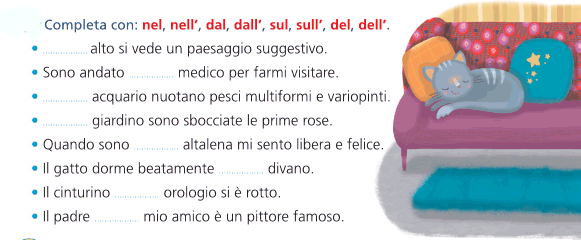 Completa con: nel, nell’, dal, dall’, sul, sull’, del, dell’.
• ................ alto si vede un paesaggio suggestivo.
• Sono andato ................ medico per farmi visitare.
• ................ acquario nuotano pesci multiformi e variopinti.
• ................ giardino sono sbocciate le prime rose.
• Quando sono ................ altalena mi sento libera e felice.
• Il gatto dorme beatamente ................ divano.
• Il cinturino ................ orologio si è rotto.
• Il padre ................ mio amico è un pittore famoso.